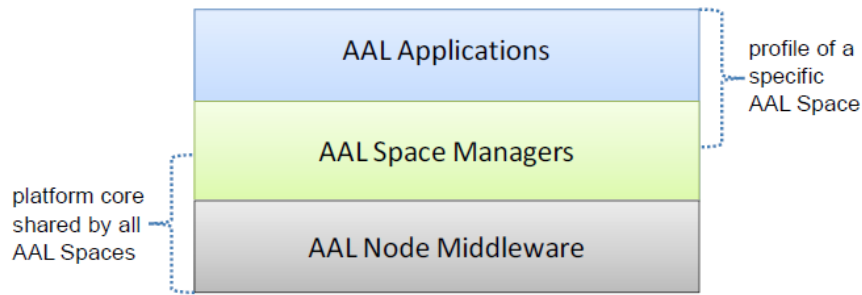 AAL Applications
profile of a
specific
AAL Space
AAL Space Managers
platform core
shared by all
AAL Spaces
AAL Node Middleware